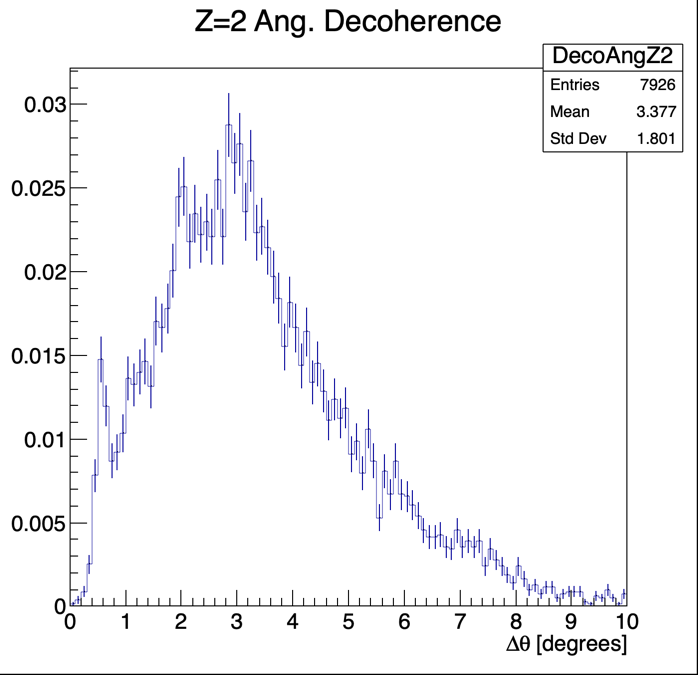 Z=2 Ang. Decoherence
DecoAngZ2
Entries 7926
Mean 3.377
Std Dev 1.801
0.03
0.025
0.02
0.015
0.01
0.005
0
0 1 2 3 4 5 6 7 8 9 10
Δθ [degrees]